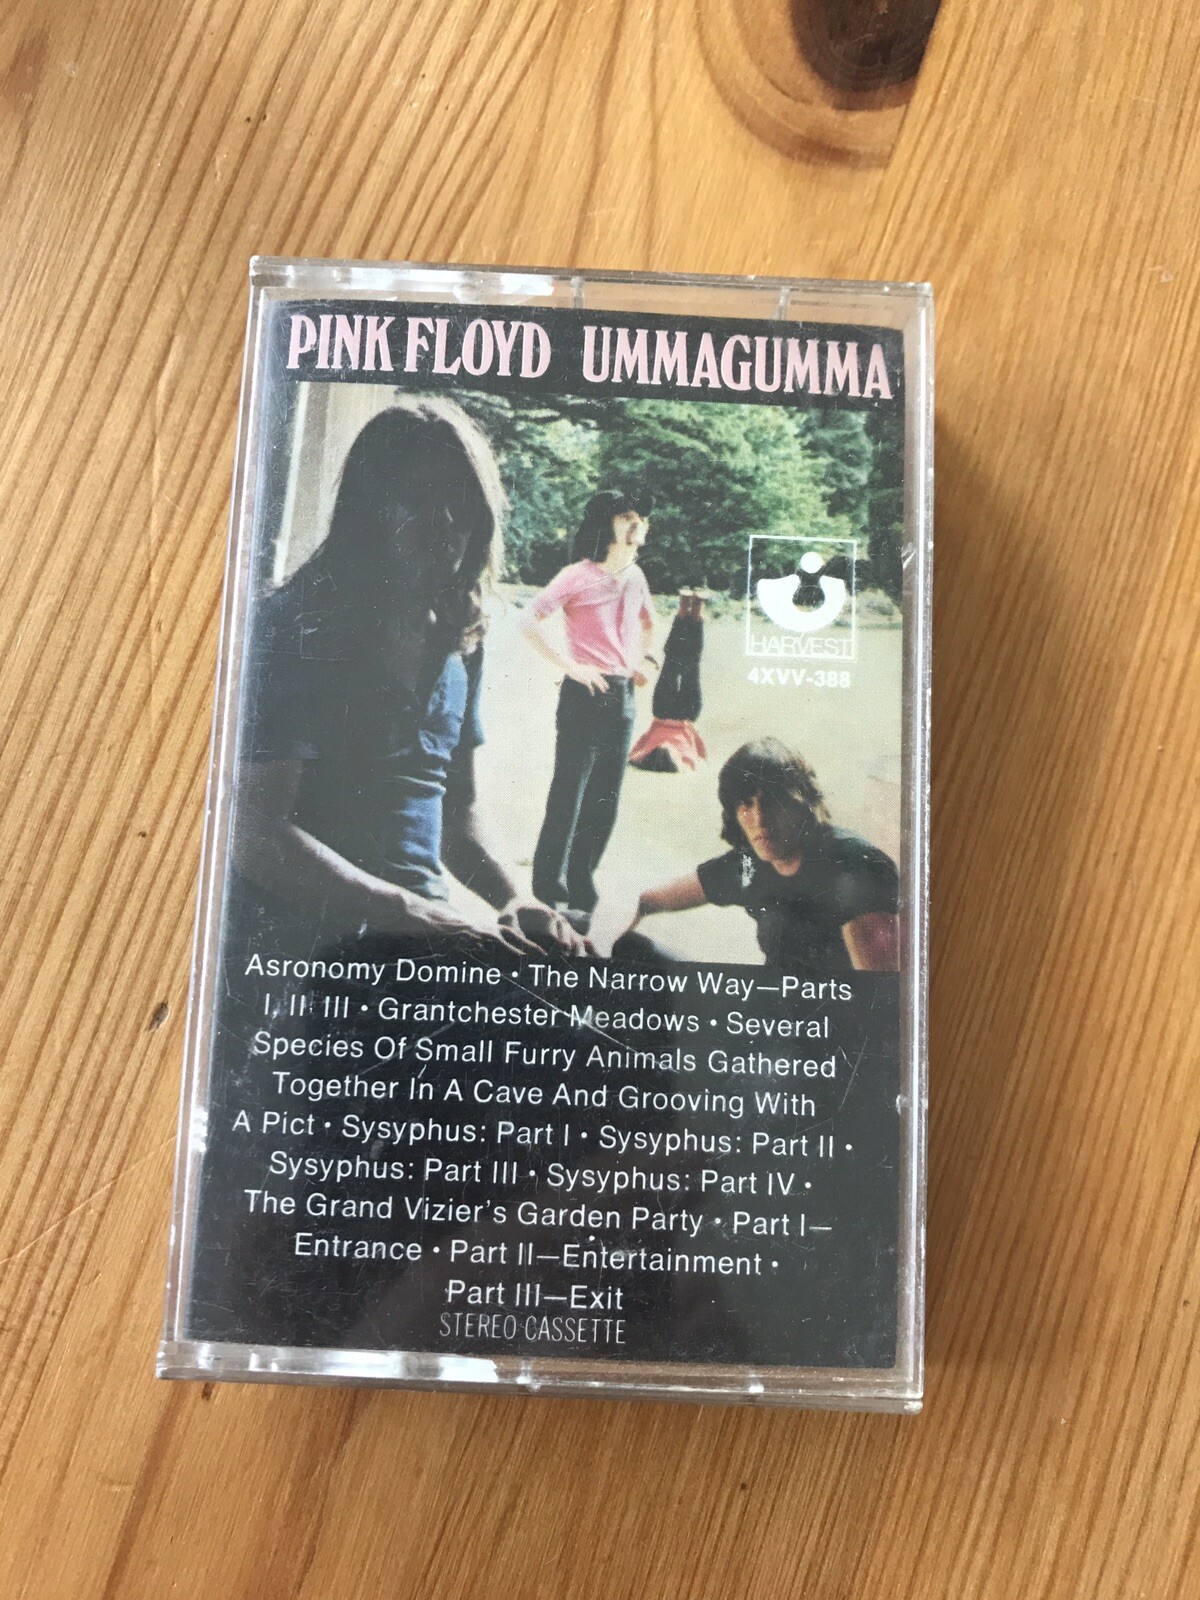 PINK FLOYD UMMAGUMMA
HARVEST
4XVV-388
Asronomy Domine • The Narrow Way—Parts
I, II III • Grantchester Meadows • Several
Species Of Small Furry Animals Gathered
Together In A Cave And Grooving With
A Pict • Sysyphus: Part I • Sysyphus: Part II •
Sysyphus: Part III • Sysyphus: Part IV •
The Grand Vizier's Garden Party • Part I—
Entrance • Part II—Entertainment •
Part III—Exit
STEREO CASSETTE